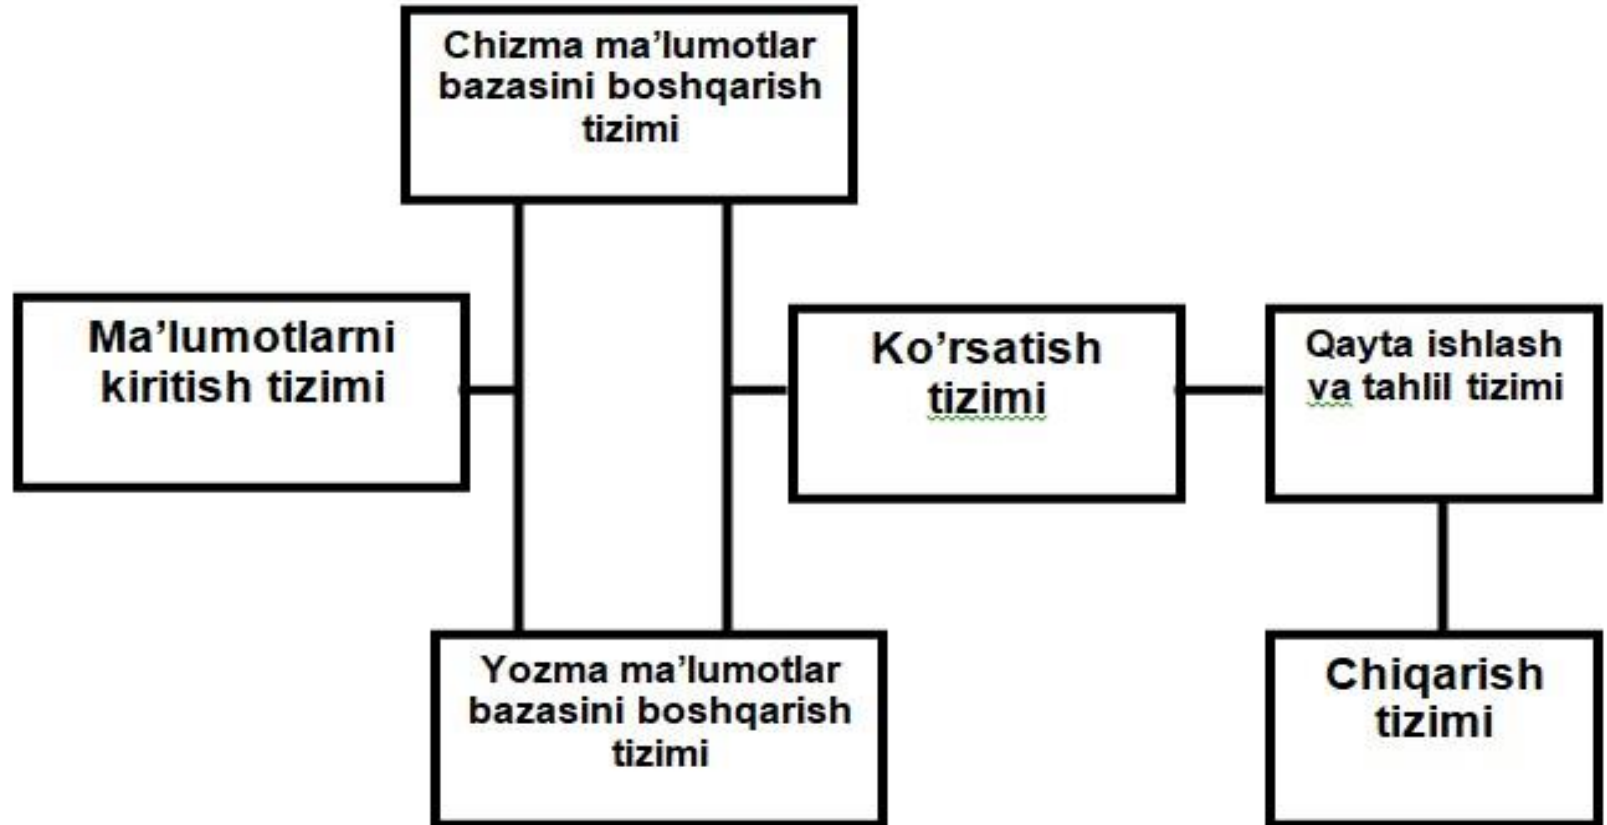 Chizma ma’lumotlar
bazasini boshqarish
tizimi
Ma’lumotlarni
kiritish tizimi
Ko’rsatish
tizimi
Qayta ishlash
va tahlil tizimi
Yozma ma’lumotlar
bazasini boshqarish
tizimi
Chiqarish
tizimi